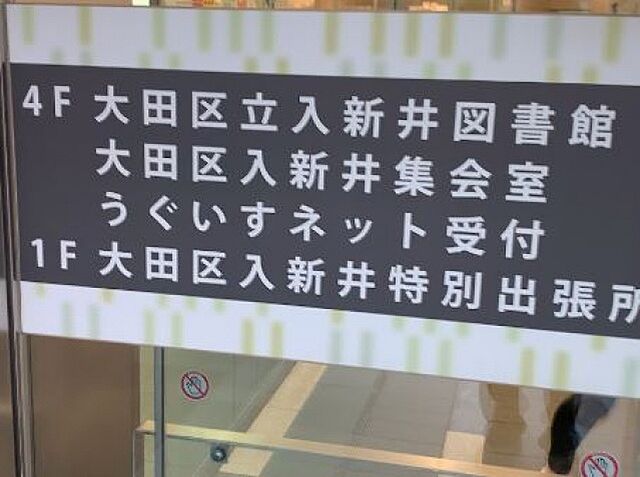 4F 大田区立入新井図書館
大田区入新井集会室
うぐいすネット受付
1F 大田区入新井特別出張所